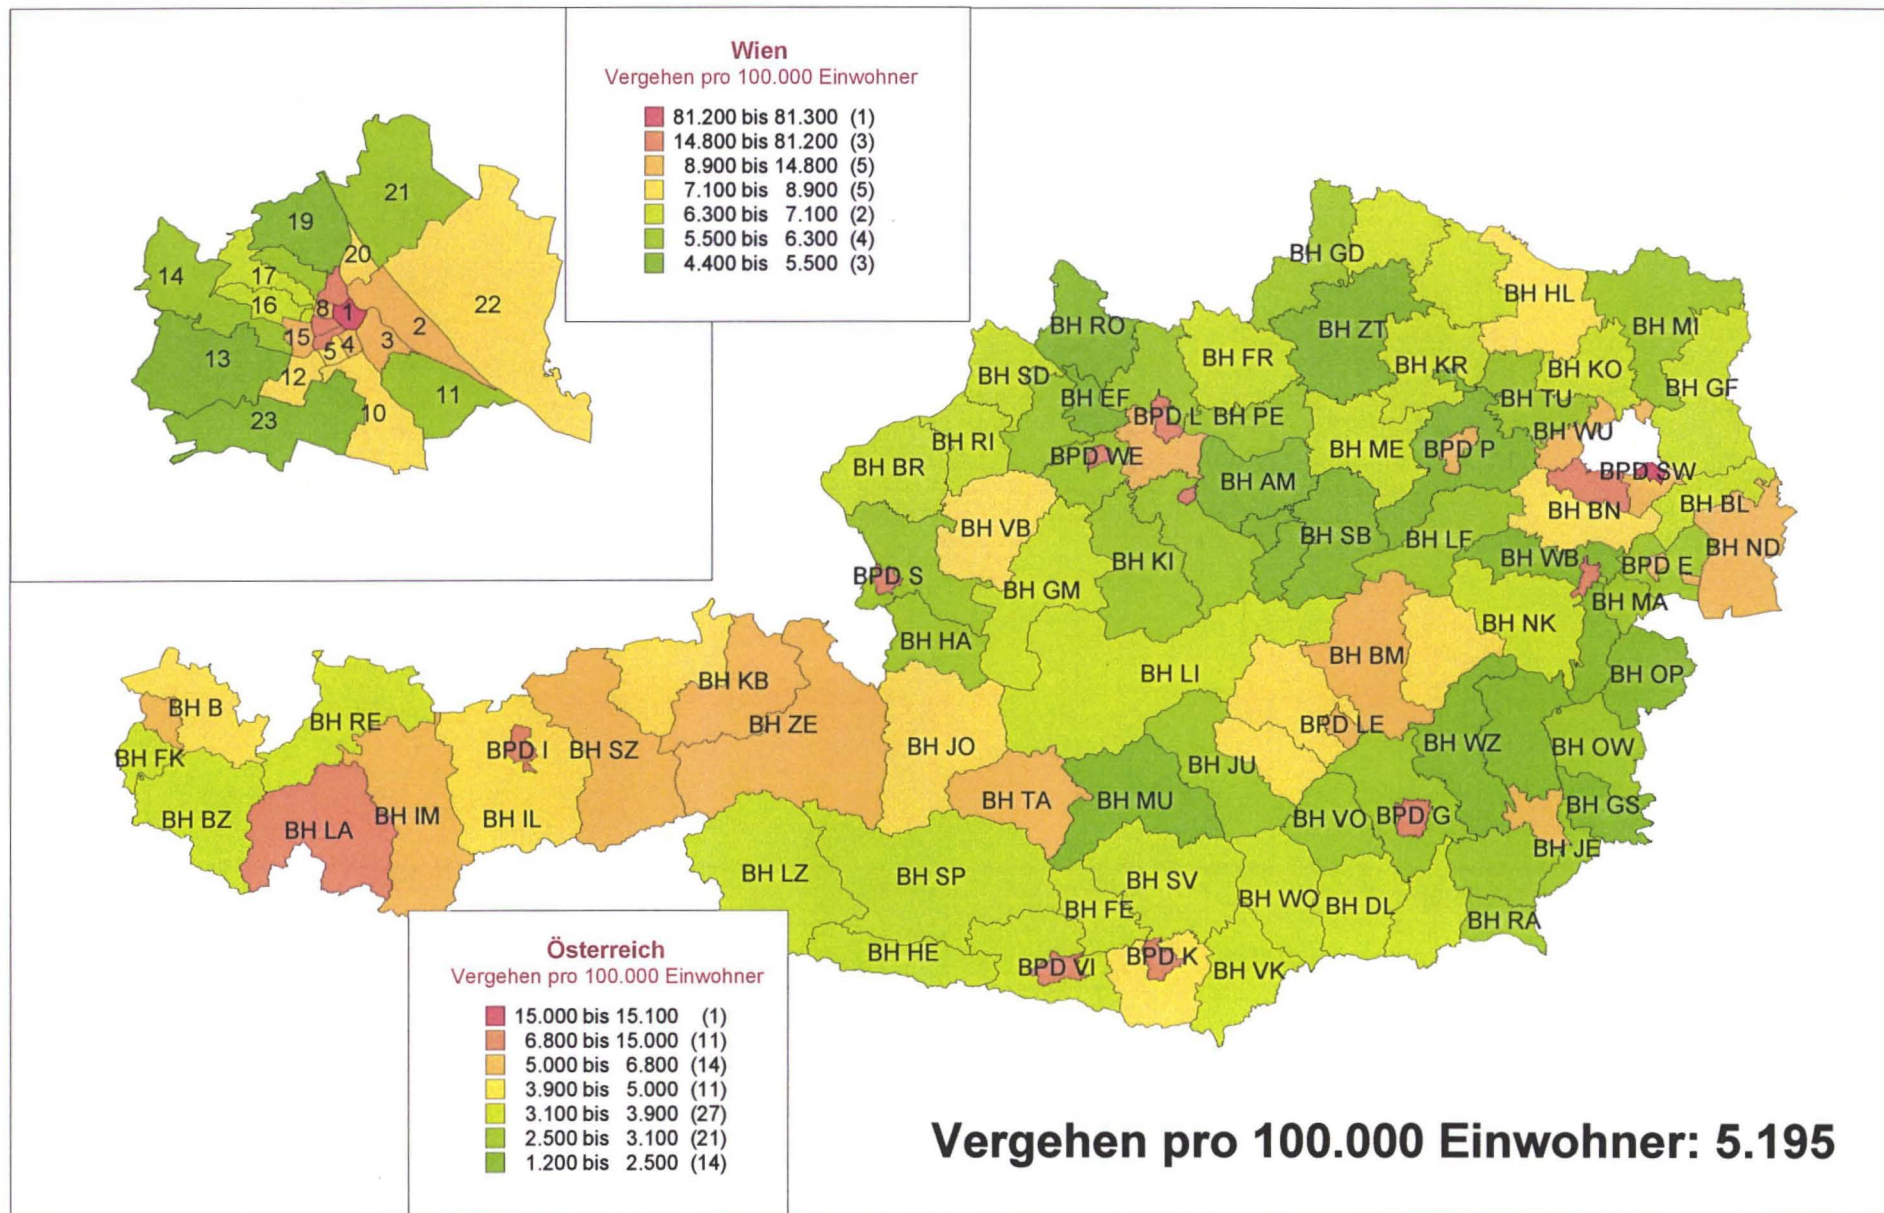 Wien
Vergehen pro 100.000 Einwohner
81.200 bis 81.300 (1)
14.800 bis 81.200 (3)
8.900 bis 14.800 (5)
7.100 bis 8.900 (5)
6.300 bis 7.100 (2)
5.500 bis 6.300 (4)
4.400 bis 5.500 (3)
21
19
20
14
17
22
16
8
1
15
2
5
4
3
13
12
11
23
10
BH GD
BH HL
BH RO
BH ZT
BH MI
BH FR
BH KR
BH KO
BH SD
BH GF
BH EF
BH TU
BPD L
BH PE
BH RI
BH WU
BH ME
BPD P
BH BR
BPD WE
BPD SW
BH AM
BH BL
BH BN
BH VB
BH SB
BH LF
BH ND
BH KI
BH WB
BPD E
BPD S
BH GM
BH MA
BH NK
BH HA
BH BM
BH LI
BH OP
BH KB
BH B
BH RE
BH ZE
BPD LE
BPD I
BH SZ
BH JO
BH WZ
BH OW
BH FK
BH JU
BH TA
BH MU
BH GS
BH BZ
BH LA
BH IM
BH IL
BH VO
BPD G
BH JE
BH LZ
BH SP
BH SV
BH WO
BH DL
BH FE
BH RA
BH HE
BPD K
BPD VI
BH VK
Österreich
Vergehen pro 100.000 Einwohner
15.000 bis 15.100 (1)
6.800 bis 15.000 (11)
5.000 bis 6.800 (14)
3.900 bis 5.000 (11)
3.100 bis 3.900 (27)
2.500 bis 3.100 (21)
1.200 bis 2.500 (14)
Vergehen pro 100.000 Einwohner: 5.195